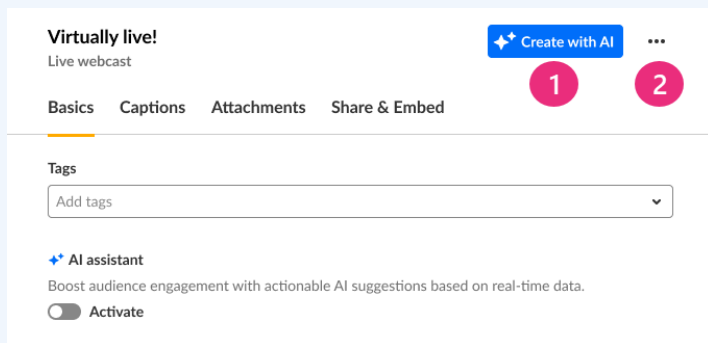 Virtually live!
Create with AI
Live webcast
1
2
Basics Captions Attachments Share & Embed
Tags
Add tags
AI assistant
Boost audience engagement with actionable AI suggestions based on real-time data.
Activate